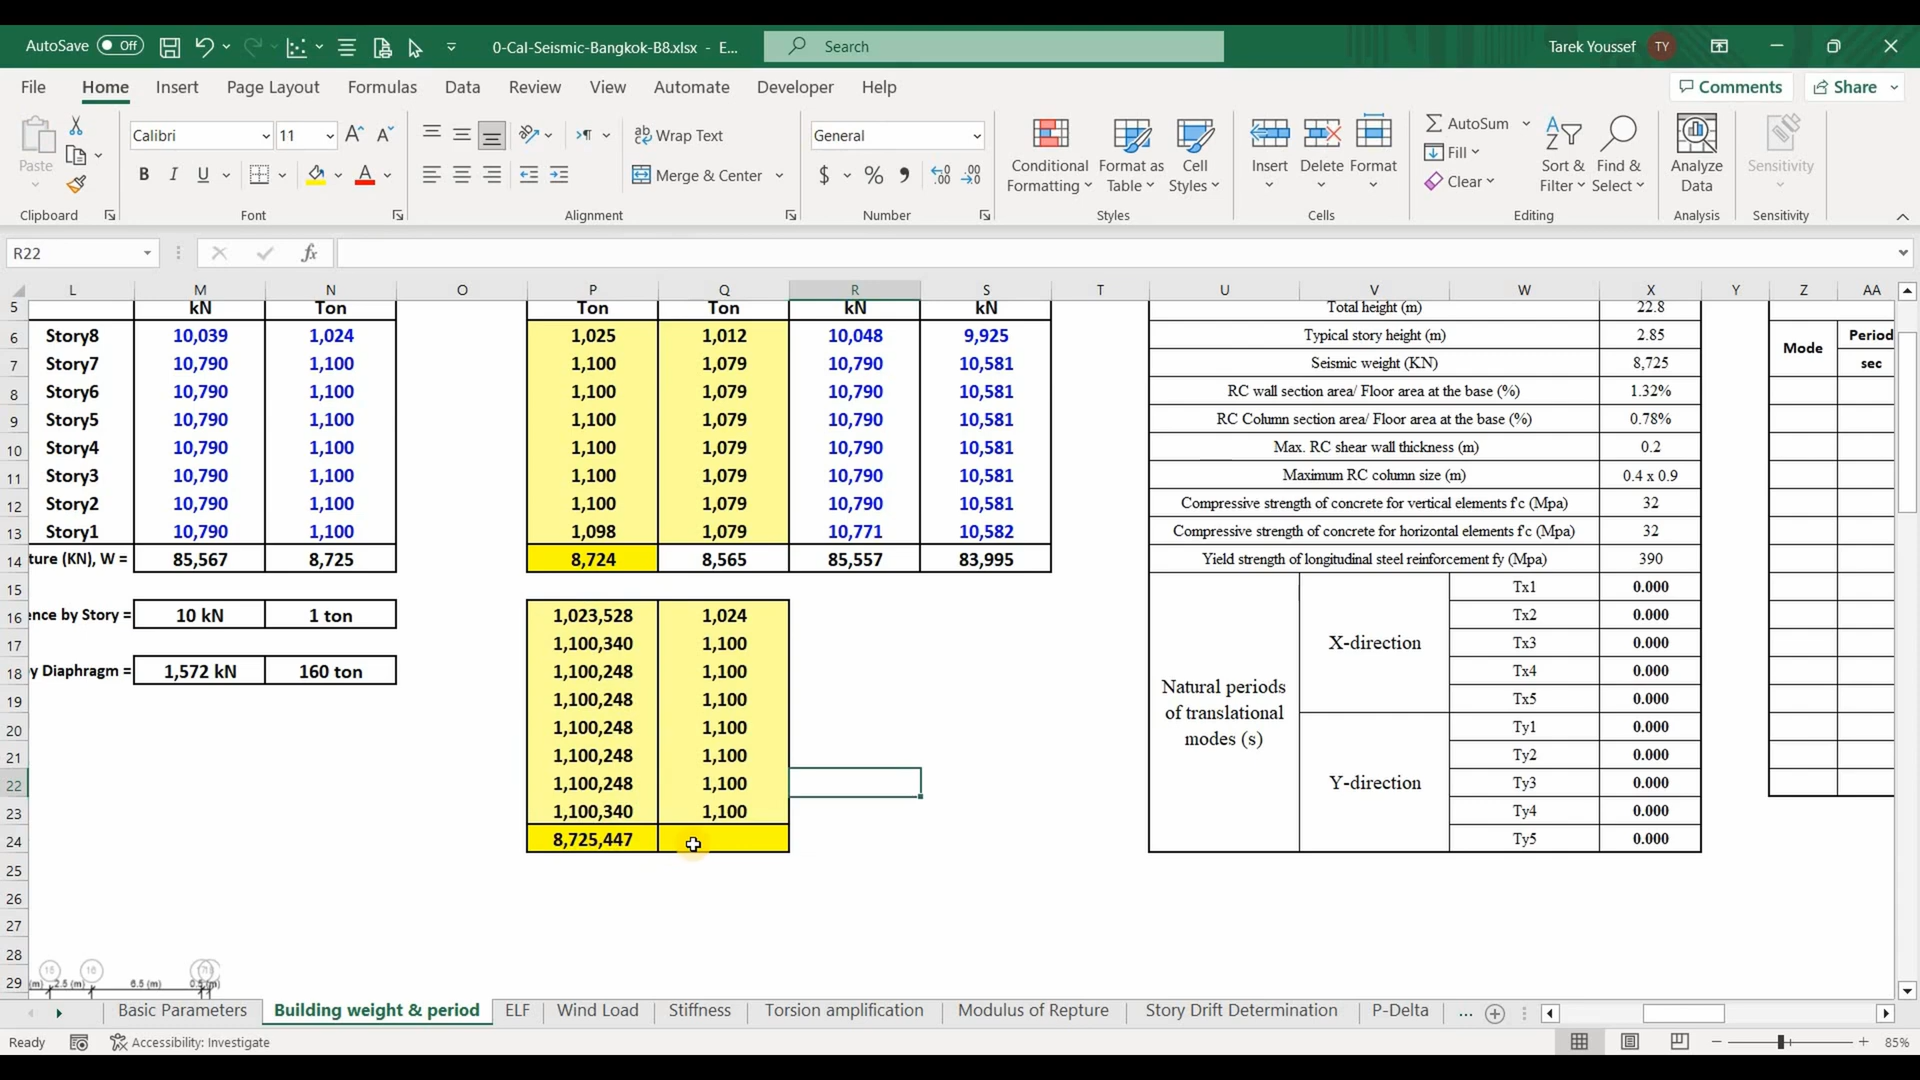 AutoSave Off 0-Cal-Seismic-Bangkok-B8.xlsx - E... Search Tarek Youssef TY
File Home Insert Page Layout Formulas Data Review View Automate Developer Help Comments Share
Paste Calibri 11 Wrap Text General Conditional Formatting Format as Table Cell Styles Insert Delete Format AutoSum Fill Clear Sort & Filter Find & Select Analyze Data Sensitivity
B I U A Merge & Center $ %
Clipboard Font Alignment Number Styles Cells Editing Analysis Sensitivity
R22 fx
L M N O P Q R S T U V W X Y Z AA
5 kN Ton Ton Ton kN kN Total height (m) 22.8
6 Story8 10,039 1,024 1,025 1,012 10,048 9,925 Typical story height (m) 2.85 Mode Period
7 Story7 10,790 1,100 1,100 1,079 10,790 10,581 Seismic weight (KN) 8,725 sec
8 Story6 10,790 1,100 1,100 1,079 10,790 10,581 RC wall section area/ Floor area at the base (%) 1.32%
9 Story5 10,790 1,100 1,100 1,079 10,790 10,581 RC Column section area/ Floor area at the base (%) 0.78%
10 Story4 10,790 1,100 1,100 1,079 10,790 10,581 Max. RC shear wall thickness (m) 0.2
11 Story3 10,790 1,100 1,100 1,079 10,790 10,581 Maximum RC column size (m) 0.4 x 0.9
12 Story2 10,790 1,100 1,100 1,079 10,790 10,581 Compressive strength of concrete for vertical elements f'c (Mpa) 32
13 Story1 10,790 1,100 1,098 1,079 10,771 10,582 Compressive strength of concrete for horizontal elements f'c (Mpa) 32
14 ture (KN), W = 85,567 8,725 8,724 8,565 85,557 83,995 Yield strength of longitudinal steel reinforcement fy (Mpa) 390
15 Natural periods of translational modes (s) X-direction Tx1 0.000
16 ence by Story = 10 kN 1 ton 1,023,528 1,024 Tx2 0.000
17 1,100,340 1,100 Tx3 0.000
18 y Diaphragm = 1,572 kN 160 ton 1,100,248 1,100 Tx4 0.000
19 1,100,248 1,100 Tx5 0.000
20 1,100,248 1,100 Y-direction Ty1 0.000
21 1,100,248 1,100 Ty2 0.000
22 1,100,248 1,100 Ty3 0.000
23 1,100,340 1,100 Ty4 0.000
24 8,725,447 Ty5 0.000
25
26
27
28
29 (m) 2.5 (m) 6.5 (m)
Basic Parameters Building weight & period ELF Wind Load Stiffness Torsion amplification Modulus of Repture Story Drift Determination P-Delta ...
Ready Accessibility: Investigate 85%